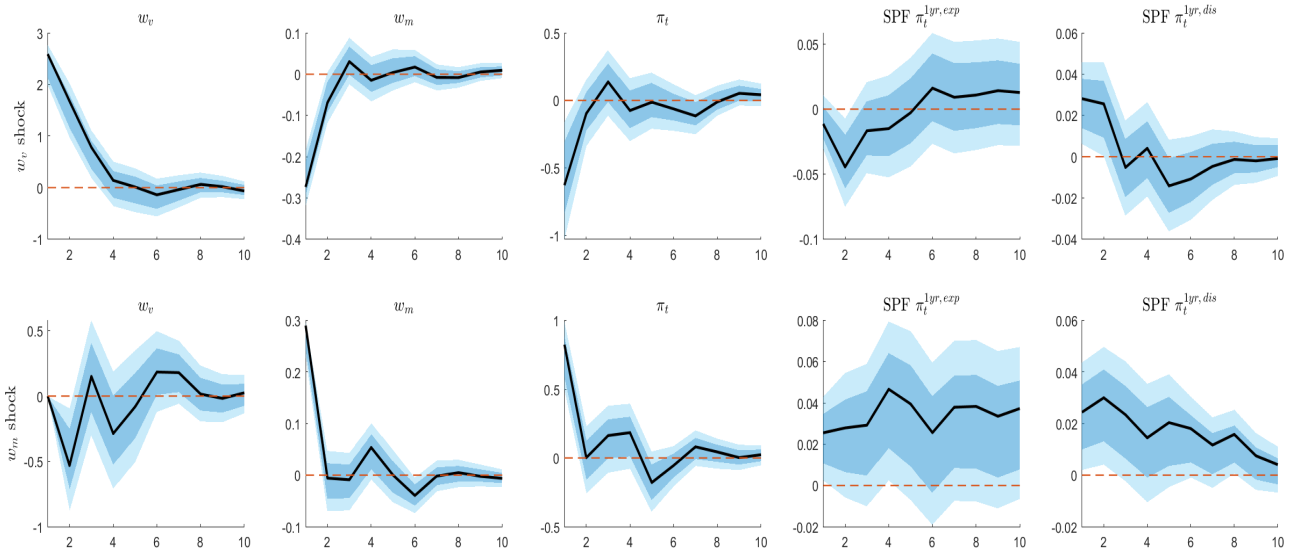 w_v w_m π_t SPF π_t^{1yr,exp} SPF π_t^{1yr,dis}
w_v shock
3 2 1 0 -1
2 4 6 8 10
0.1 0 -0.1 -0.2 -0.3 -0.4
2 4 6 8 10
0.5 0 -0.5 -1
2 4 6 8 10
0.05 0 -0.05 -0.1
2 4 6 8 10
0.06 0.04 0.02 0 -0.02 -0.04
2 4 6 8 10
w_v w_m π_t SPF π_t^{1yr,exp} SPF π_t^{1yr,dis}
w_m shock
0.5 0 -0.5 -1
2 4 6 8 10
0.3 0.2 0.1 0 -0.1
2 4 6 8 10
1 0.5 0 -0.5
2 4 6 8 10
0.08 0.06 0.04 0.02 0 -0.02
2 4 6 8 10
0.06 0.04 0.02 0 -0.02
2 4 6 8 10